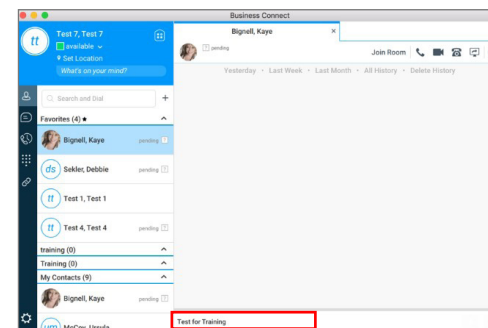 Business Connect
tt
Test 7, Test 7
available
Set Location
What's on your mind?
Search and Dial
+
Favorites (4) ★
Bignell, Kaye
pending ?
ds
Sekler, Debbie
pending ?
tt
Test 1, Test 1
tt
Test 4, Test 4
pending ?
training (0)
Training (0)
My Contacts (9)
Bignell, Kaye
pending ?
um
McCoy, Ursula
Bignell, Kaye
×
? pending
Join Room
Yesterday • Last Week • Last Month • All History • Delete History
Test for Training